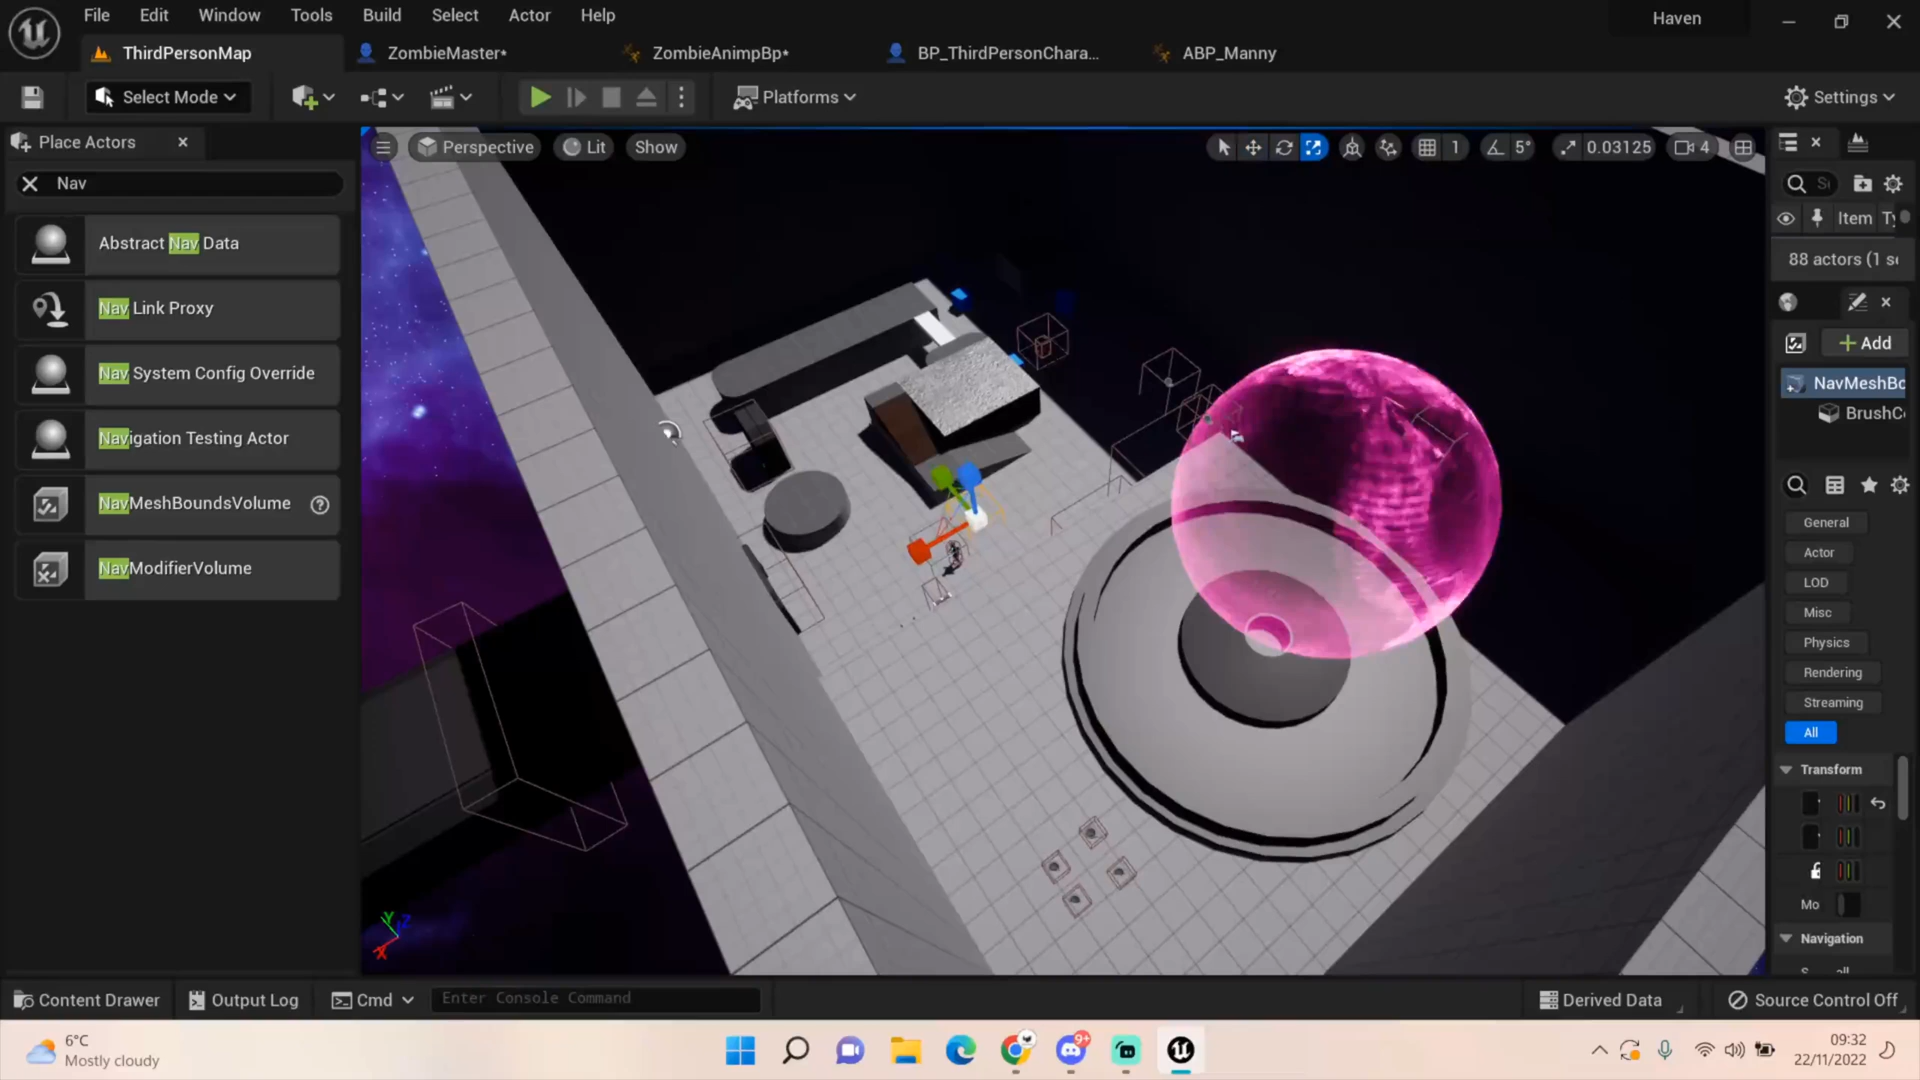 File Edit Window Tools Build Select Actor Help
Haven
ThirdPersonMap
ZombieMaster*
ZombieAnimpBp*
BP_ThirdPersonChara...
ABP_Manny
Select Mode
Platforms
Settings
Place Actors
Nav
Abstract Nav Data
Nav Link Proxy
Nav System Config Override
Navigation Testing Actor
NavMeshBoundsVolume
NavModifierVolume
Perspective
Lit
Show
1
5°
0.03125
4
Item
88 actors (1 s
Add
NavMeshBo
BrushC
General
Actor
LOD
Misc
Physics
Rendering
Streaming
All
Transform
Mo
Navigation
Y
Z
X
Content Drawer
Output Log
Cmd
Enter Console Command
Derived Data
Source Control Off
6°C
Mostly cloudy
9+
09:32
22/11/2022